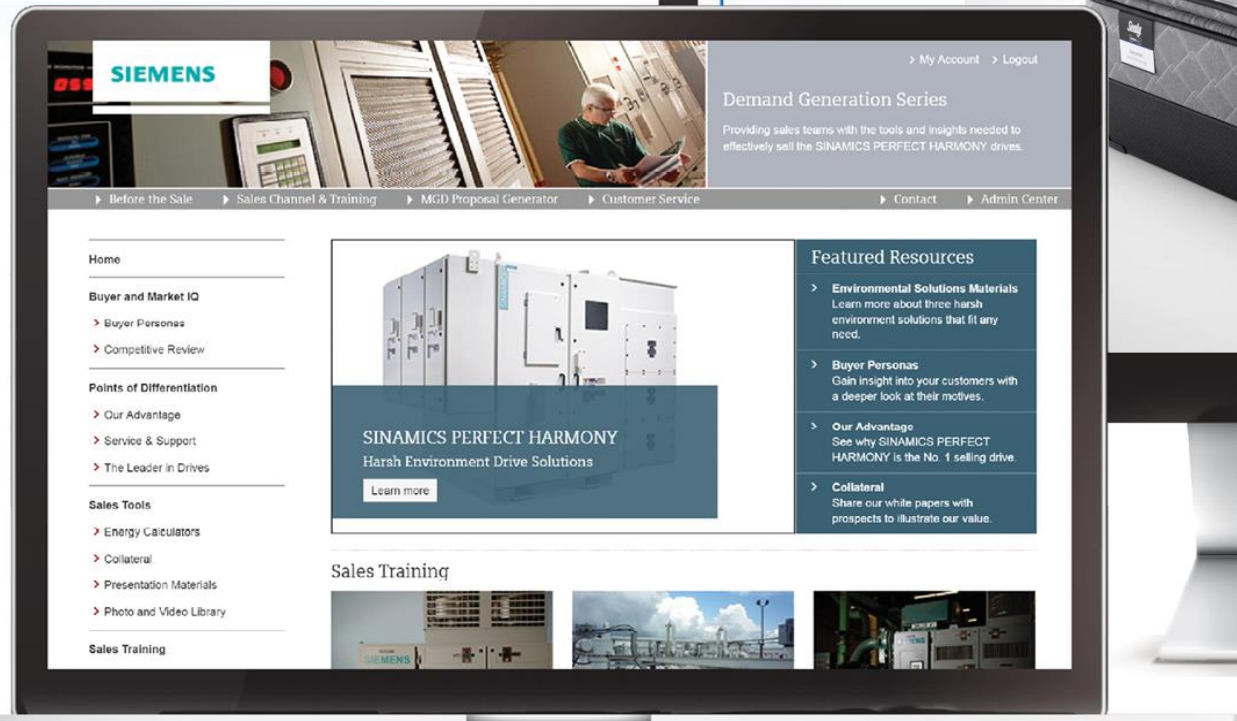 SIEMENS
> My Account > Logout
Demand Generation Series
Providing sales teams with the tools and insights needed to
effectively sell the SINAMICS PERFECT HARMONY drives.
Before the Sale
Sales Channel & Training
MGD Proposal Generator
Customer Service
Contact
Admin Center
Home
Buyer and Market IQ
> Buyer Personas
> Competitive Review
Points of Differentiation
> Our Advantage
> Service & Support
> The Leader in Drives
Sales Tools
> Energy Calculators
> Collateral
> Presentation Materials
> Photo and Video Library
Sales Training
SINAMICS PERFECT HARMONY
Harsh Environment Drive Solutions
Learn more
Featured Resources
> Environmental Solutions Materials
Learn more about three harsh
environment solutions that fit any
need.
> Buyer Personas
Gain insight into your customers with
a deeper look at their motives.
> Our Advantage
See why SINAMICS PERFECT
HARMONY is the No. 1 selling drive.
> Collateral
Share our white papers with
prospects to illustrate our value.
Sales Training
SIEMENS
Sealy